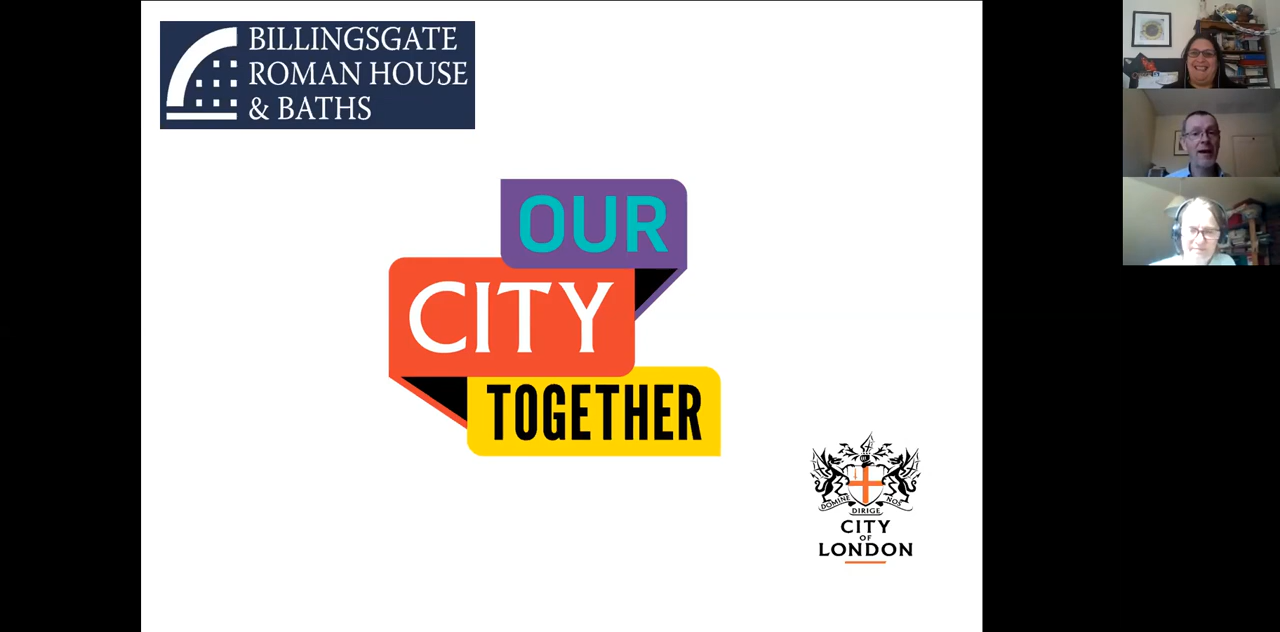 BILLINGSGATE
ROMAN HOUSE
& BATHS
OUR
CITY
TOGETHER
DOMINE NOS
DIRIGE
CITY
OF
LONDON